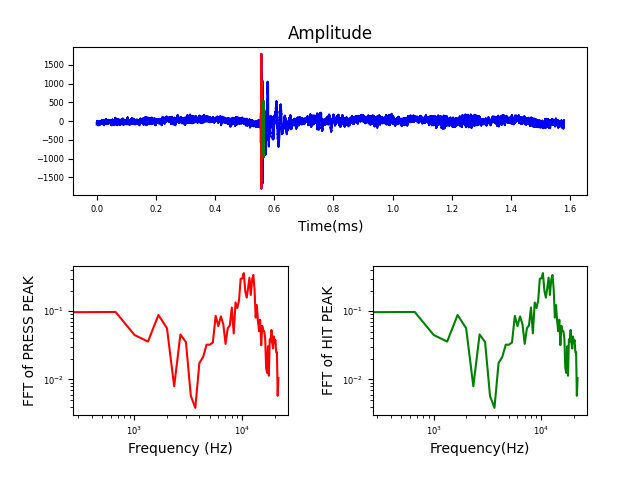 Amplitude
1500
1000
500
0
−500
−1000
−1500
0.0 0.2 0.4 0.6 0.8 1.0 1.2 1.4 1.6
Time(ms)
FFT of PRESS PEAK
10⁻¹
10⁻²
10³ 10⁴
Frequency (Hz)
FFT of HIT PEAK
10⁻¹
10⁻²
10³ 10⁴
Frequency(Hz)